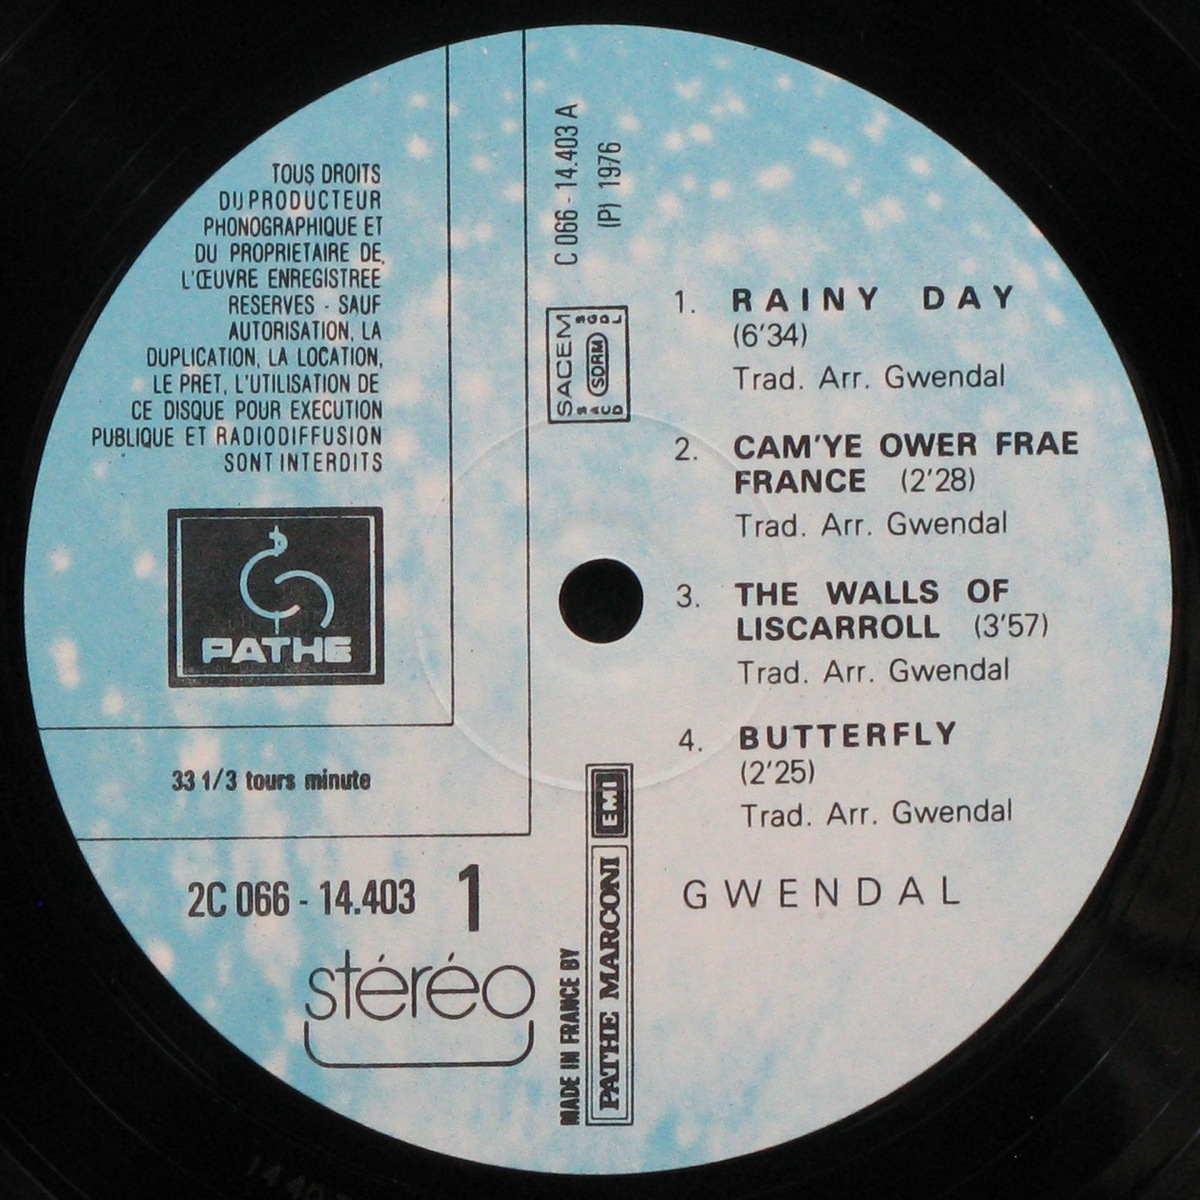 TOUS DROITS
DU PRODUCTEUR
PHONOGRAPHIQUE ET
DU PROPRIETAIRE DE,
L'ŒUVRE ENREGISTREE
RESERVES - SAUF
AUTORISATION, LA
DUPLICATION, LA LOCATION,
LE PRET, L'UTILISATION DE
CE DISQUE POUR EXECUTION
PUBLIQUE ET RADIODIFFUSION
SONT INTERDITS
PATHE
33 1/3 tours minute
2C 066 - 14.403 1
stéréo
C 066 - 14.403 A
(P) 1976
SACEM
SDRM
SACD
SGDL
MADE IN FRANCE BY
PATHE MARCONI EMI
1. RAINY DAY
(6'34)
Trad. Arr. Gwendal
2. CAM'YE OWER FRAE
FRANCE (2'28)
Trad. Arr. Gwendal
3. THE WALLS OF
LISCARROLL (3'57)
Trad. Arr. Gwendal
4. BUTTERFLY
(2'25)
Trad. Arr. Gwendal
GWENDAL